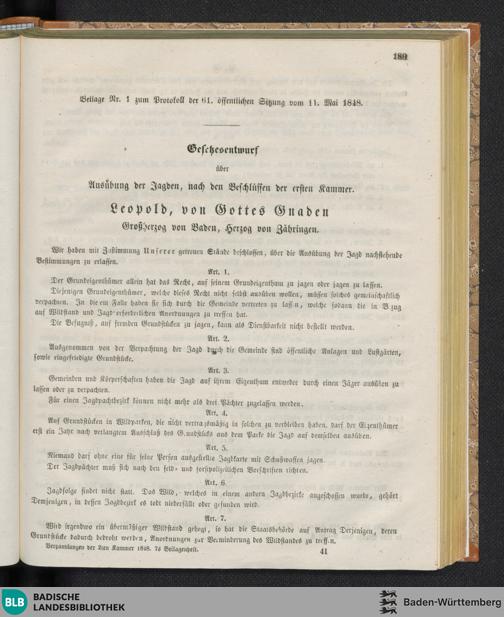 189
Beilage Nr. 1 zum Protokoll der 61. öffentlichen Sitzung vom 11. Mai 1848.
Gesetzesentwurf
über
Ausübung der Jagden, nach den Beschlüssen der ersten Kammer.
Leopold, von Gottes Gnaden
Großherzog von Baden, Herzog von Zähringen.
Wir haben mit Zustimmung Unserer getreuen Stände beschlossen, über die Ausübung der Jagd nachstehende
Bestimmungen zu erlassen.
Art. 1.
Der Grundeigenthümer allein hat das Recht, auf seinem Grundeigenthum zu jagen oder jagen zu lassen.
Diejenigen Grundeigenthümer, welche dieses Recht nicht selbst ausüben wollen, müssen solches gemeinschaftlich
verpachten. In diesem Falle haben sie sich durch die Gemeinde vertreten zu lassen, welche sodann die in Bezug
auf Wildstand und Jagd erforderlichen Anordnungen zu treffen hat.
Die Befugniß, auf fremden Grundstücken zu jagen, kann als Dienstbarkeit nicht bestellt werden.
Art. 2.
Ausgenommen von der Verpachtung der Jagd durch die Gemeinde sind öffentliche Anlagen und Lustgärten,
sowie eingefriedigte Grundstücke.
Art. 3.
Gemeinden und Körperschaften haben die Jagd auf ihrem Eigenthum entweder durch einen Jäger ausüben zu
lassen oder zu verpachten.
Für einen Jagdpachtbezirk können nicht mehr als drei Pächter zugelassen werden.
Art. 4.
Auf Grundstücken in Wildparken, die nicht vertragsmäßig in solchen zu verbleiben haben, darf der Eigenthümer
erst ein Jahr nach verlangtem Ausschluß des Grundstücks aus dem Parke die Jagd auf demselben ausüben.
Art. 5.
Niemand darf ohne eine für seine Person ausgestellte Jagdkarte mit Schußwaffen jagen.
Der Jagdpächter muß sich nach den feld- und forstpolizeilichen Vorschriften richten.
Art. 6.
Jagdfolge findet nicht statt. Das Wild, welches in einem andern Jagdbezirke angeschossen wurde, gehört
Demjenigen, in dessen Jagdbezirk es todt niederfällt oder gefunden wird.
Art. 7.
Wird irgendwo ein übermäßiger Wildstand gehegt, so hat die Staatsbehörde auf Antrag Derjenigen, deren
Grundstücke dadurch bedroht werden, Anordnungen zur Verminderung des Wildstandes zu treffen.
Verhandlungen der 2ten Kammer 1848. 7s Beilagenheft. 41
BLB BADISCHE
LANDESBIBLIOTHEK
Baden-Württemberg